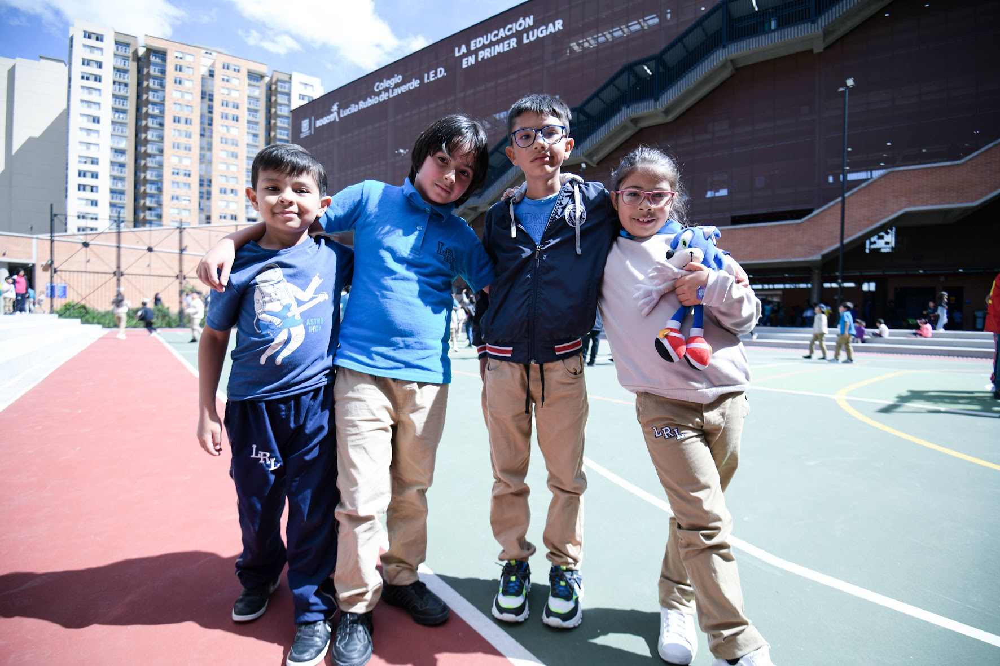 LA EDUCACIÓN
EN PRIMER LUGAR
Colegio
BOGOTÁ Lucila Rubio de Laverde I.E.D.
ASTRO
ROCK
LRL
LRL
LRL